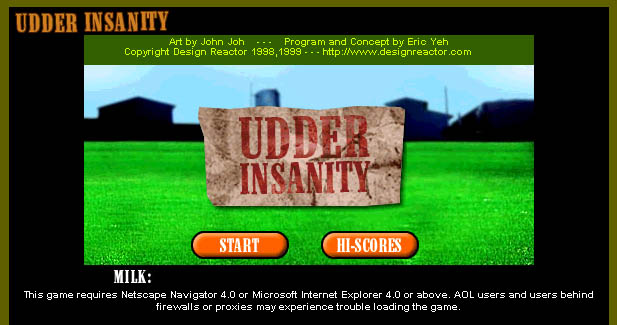 UDDER INSANITY
Art by John Joh - - - Program and Concept by Eric Yeh
Copyright Design Reactor 1998,1999 - - - http://www.designreactor.com
UDDER
INSANITY
START
HI-SCORES
MILK:
This game requires Netscape Navigator 4.0 or Microsoft Internet Explorer 4.0 or above. AOL users and users behind
firewalls or proxies may experience trouble loading the game.